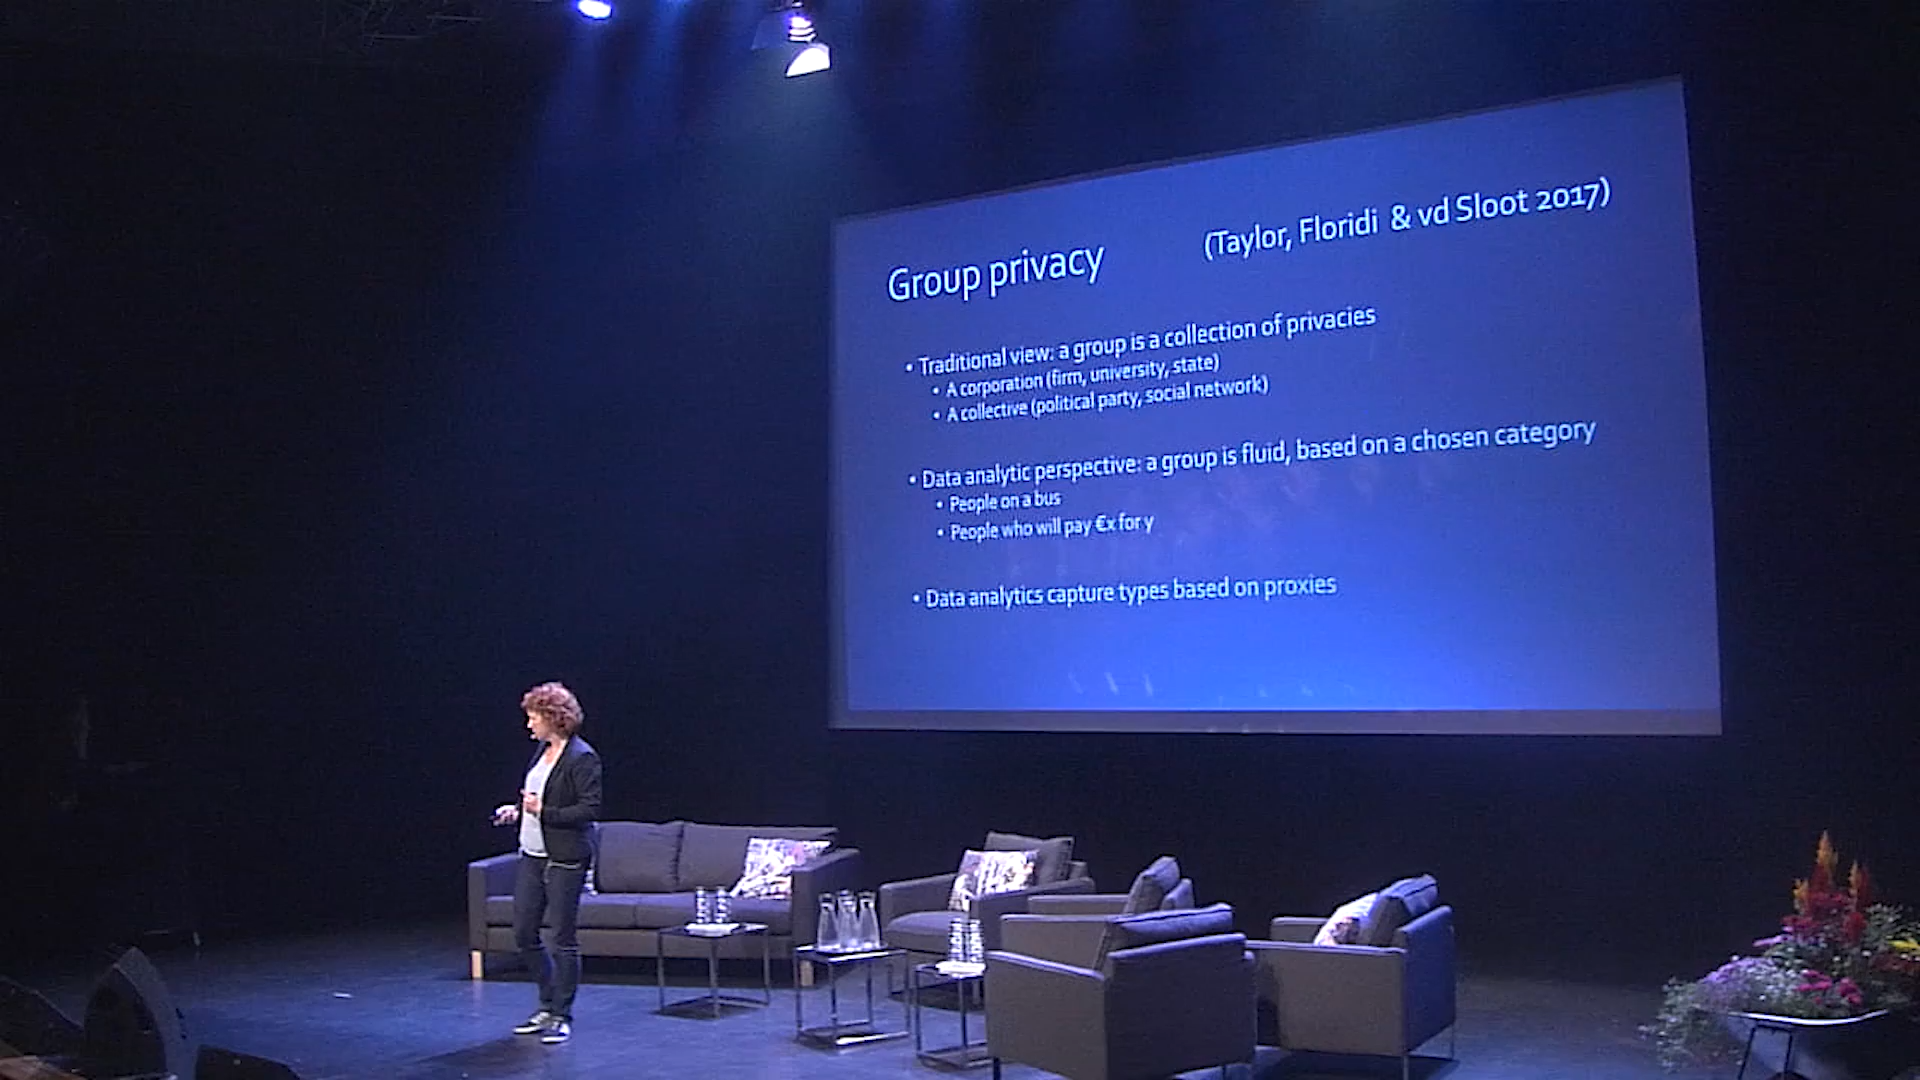 Group privacy (Taylor, Floridi & vd Sloot 2017)
• Traditional view: a group is a collection of privacies
• A corporation (firm, university, state)
• A collective (political party, social network)
• Data analytic perspective: a group is fluid, based on a chosen category
• People on a bus
• People who will pay €x for y
• Data analytics capture types based on proxies